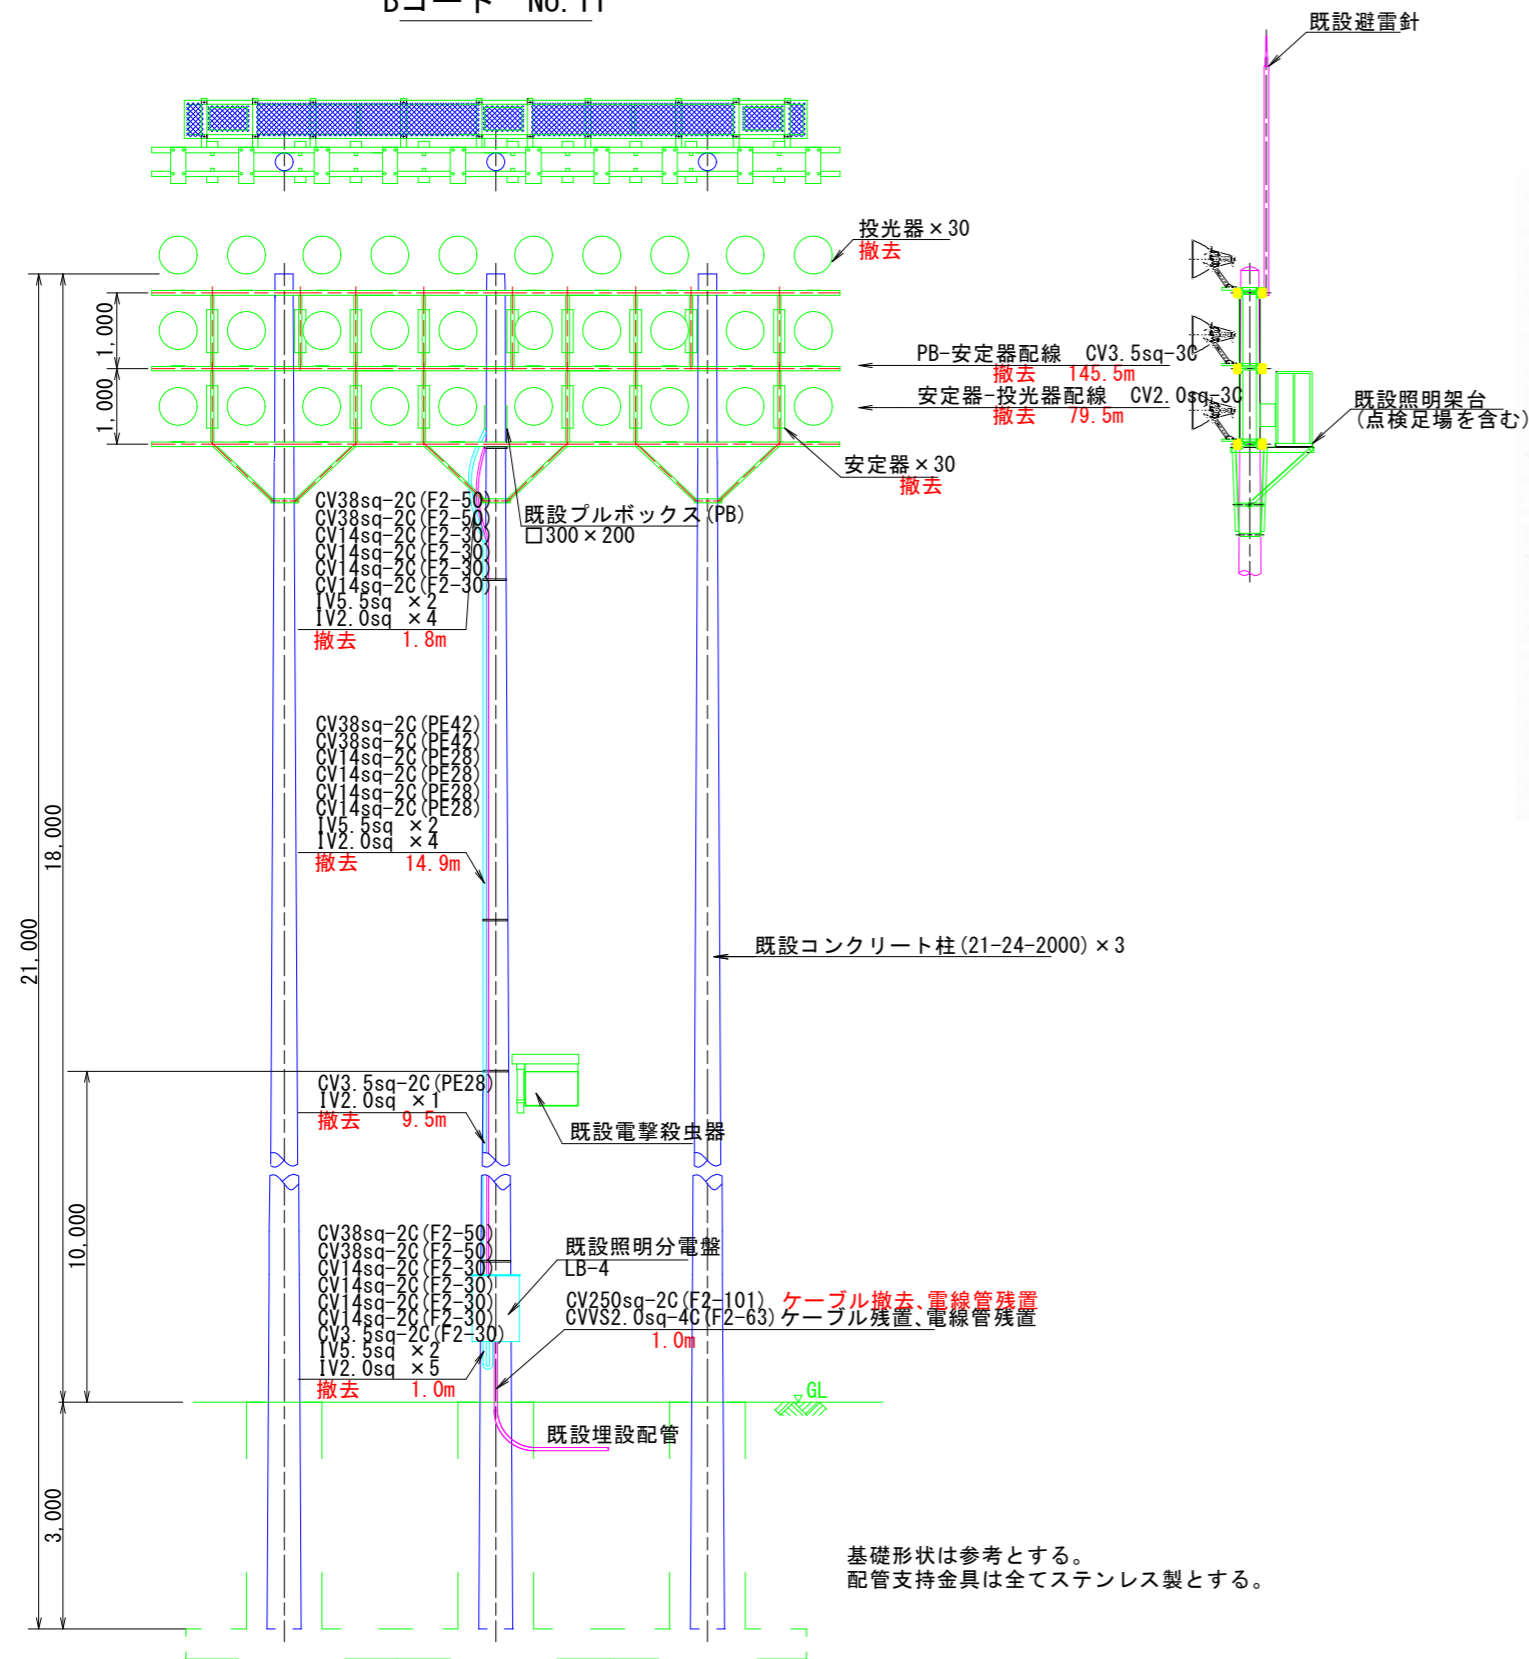 Bコート No.11
既設避雷針
投光器×30
撤去
1,000
1,000
PB-安定器配線 CV3.5sq-3C
撤去 145.5m
安定器-投光器配線 CV2.0sq-3C
撤去 79.5m
既設照明架台
(点検足場を含む)
安定器×30
撤去
既設プルボックス(PB)
□300×200
CV38sq-2C(F2-50)
CV38sq-2C(F2-50)
CV14sq-2C(F2-30)
CV14sq-2C(F2-30)
CV14sq-2C(F2-30)
CV14sq-2C(F2-30)
IV5.5sq ×2
IV2.0sq ×4
撤去 1.8m
CV38sq-2C(PE42)
CV38sq-2C(PE42)
CV14sq-2C(PE28)
CV14sq-2C(PE28)
CV14sq-2C(PE28)
CV14sq-2C(PE28)
IV5.5sq ×2
IV2.0sq ×4
撤去 14.9m
18,000
21,000
既設コンクリート柱(21-24-2000)×3
CV3.5sq-2C(PE28)
IV2.0sq ×1
撤去 9.5m
既設電撃殺虫器
10,000
CV38sq-2C(F2-50)
CV38sq-2C(F2-50)
CV14sq-2C(F2-30)
CV14sq-2C(F2-30)
CV14sq-2C(F2-30)
CV14sq-2C(F2-30)
CV3.5sq-2C(F2-30)
IV5.5sq ×2
IV2.0sq ×5
撤去 1.0m
既設照明分電盤
LB-4
CV250sq-2C(F2-101) ケーブル撤去、電線管残置
CVVS2.0sq-4C(F2-63)ケーブル残置、電線管残置
1.0m
GL
既設埋設配管
3,000
基礎形状は参考とする。
配管支持金具は全てステンレス製とする。